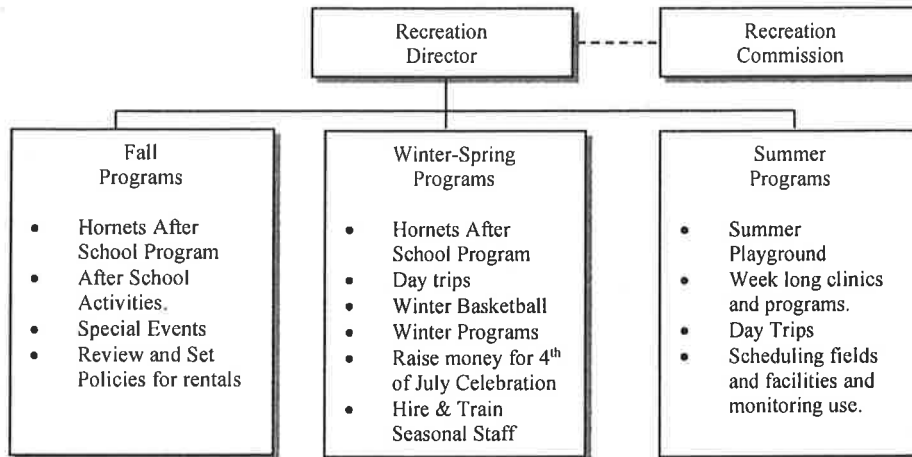 Recreation
Director
Recreation
Commission
Fall
Programs
• Hornets After
School Program
• After School
Activities.
• Special Events
• Review and Set
Policies for rentals
Winter-Spring
Programs
• Hornets After
School Program
• Day trips
• Winter Basketball
• Winter Programs
• Raise money for 4th
of July Celebration
• Hire & Train
Seasonal Staff
Summer
Programs
• Summer
Playground
• Week long clinics
and programs.
• Day Trips
• Scheduling fields
and facilities and
monitoring use.